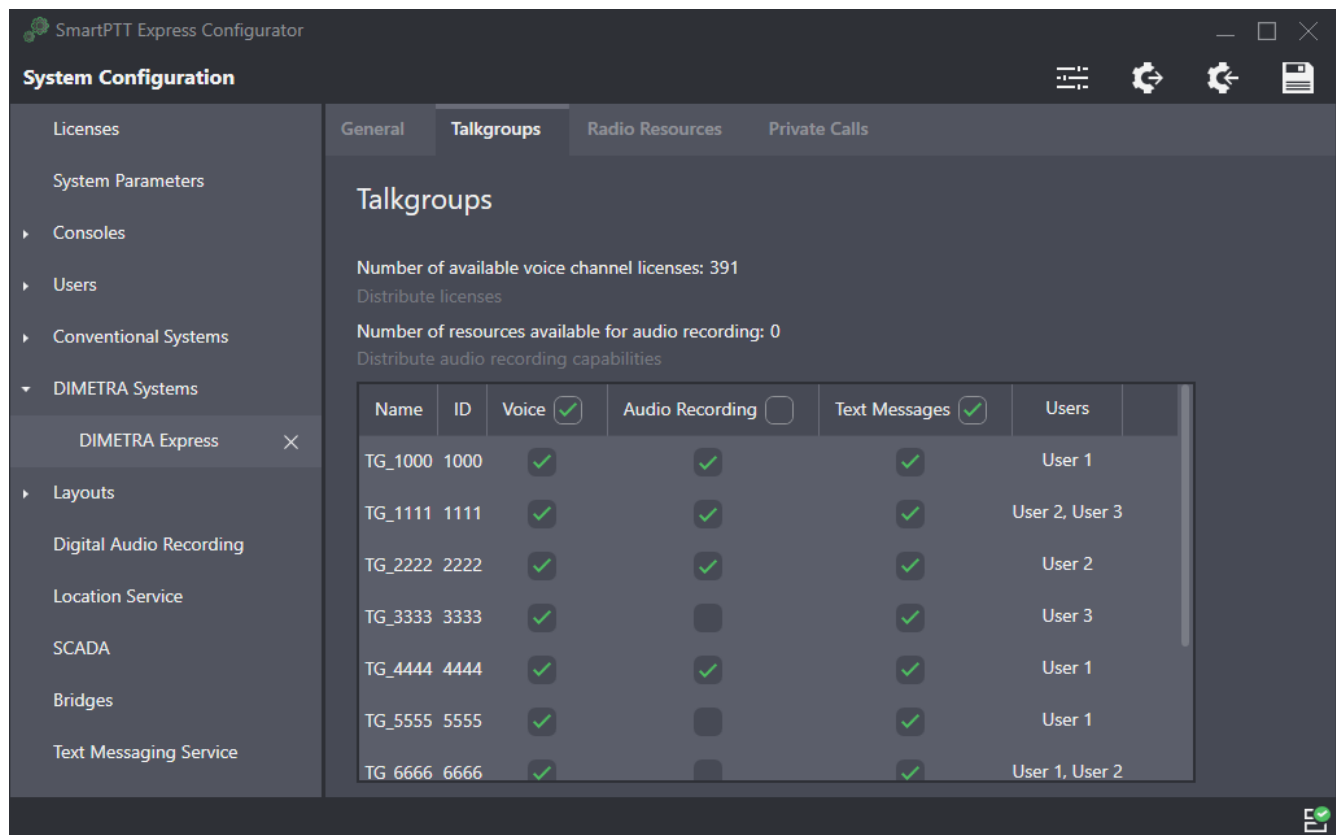 SmartPTT Express Configurator
System Configuration
Licenses
System Parameters
Consoles
Users
Conventional Systems
DIMETRA Systems
DIMETRA Express
Layouts
Digital Audio Recording
Location Service
SCADA
Bridges
Text Messaging Service
General Talkgroups Radio Resources Private Calls
Talkgroups
Number of available voice channel licenses: 391
Distribute licenses
Number of resources available for audio recording: 0
Distribute audio recording capabilities
Name ID Voice Audio Recording Text Messages Users
TG_1000 1000 User 1
TG_1111 1111 User 2, User 3
TG_2222 2222 User 2
TG_3333 3333 User 3
TG_4444 4444 User 1
TG_5555 5555 User 1
TG_6666 6666 User 1, User 2